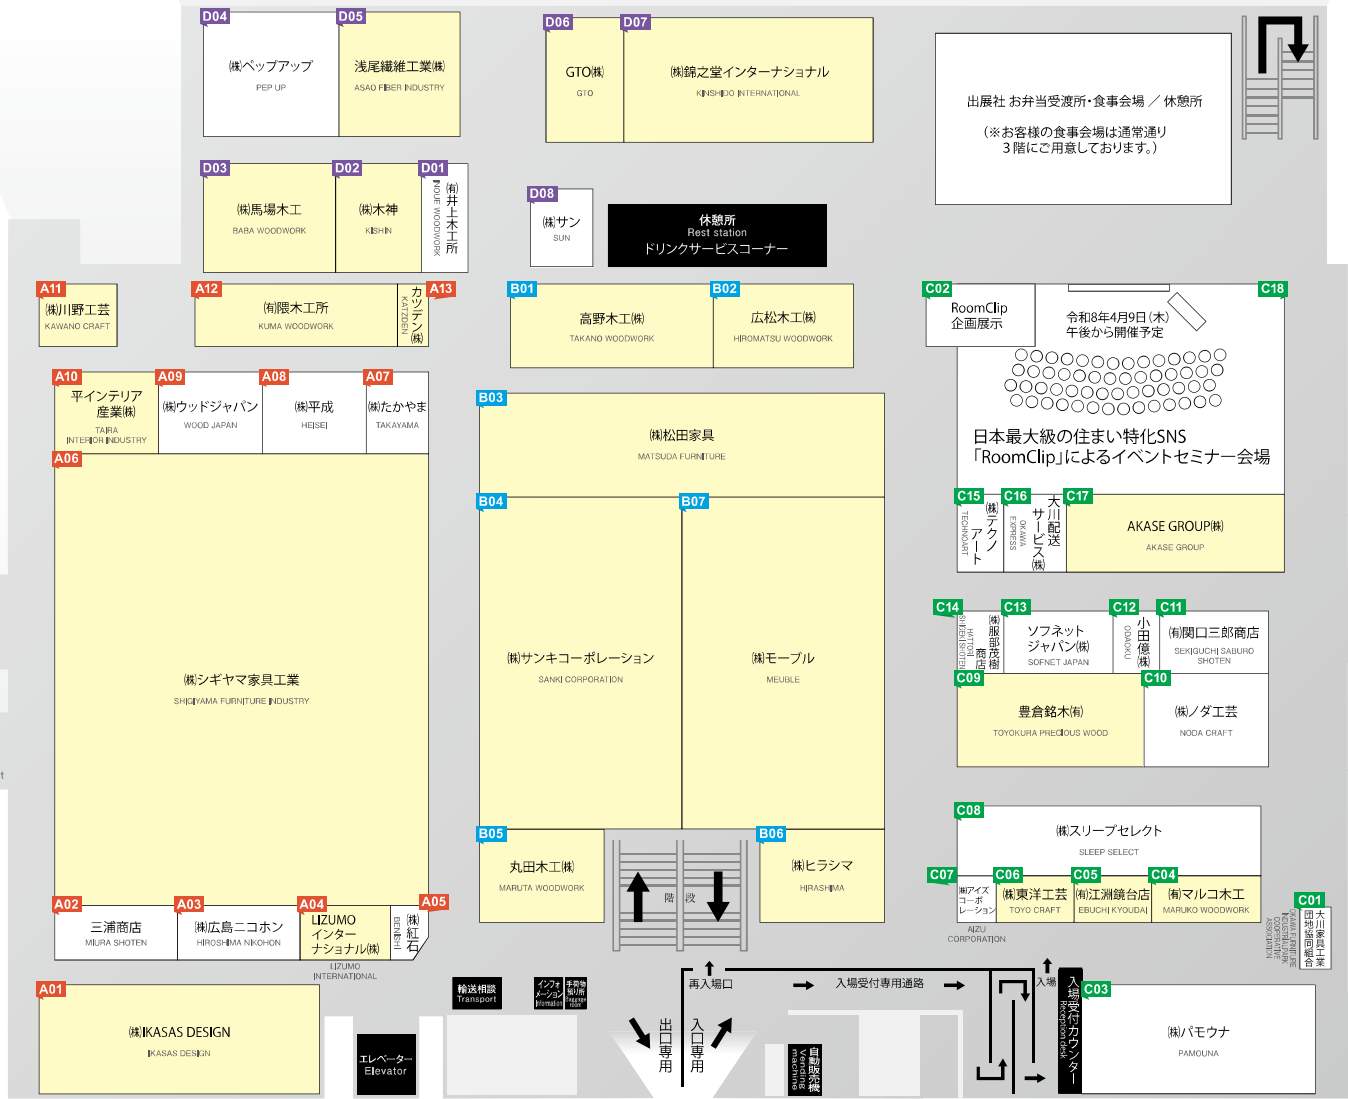 D04
㈱ペップアップ
PEP UP
D05
浅尾繊維工業㈱
ASAO FIBER INDUSTRY
D06
GTO㈱
GTO
D07
㈱錦之堂インターナショナル
KINSHIDO INTERNATIONAL
出展社 お弁当受渡所・食事会場 ／ 休憩所
（※お客様の食事会場は通常通り
３階にご用意しております。）
D03
㈱馬場木工
BABA WOODWORK
D02
㈱木神
KISHIN
D01
㈲井上木工所
INOUE WOODWORK
D08
㈱サン
SUN
休憩所
Rest station
ドリンクサービスコーナー
A11
㈱川野工芸
KAWANO CRAFT
A12
㈲隈木工所
KUMA WOODWORK
A13
カツデン㈱
KATZDEN
B01
高野木工㈱
TAKANO WOODWORK
B02
広松木工㈱
HIROMATSU WOODWORK
C02
RoomClip
企画展示
C18
令和8年4月9日（木）
午後から開催予定
日本最大級の住まい特化SNS
「RoomClip」によるイベントセミナー会場
A10
平インテリア
産業㈱
TAIRA
INTERIOR INDUSTRY
A09
㈱ウッドジャパン
WOOD JAPAN
A08
㈱平成
HEISEI
A07
㈱たかやま
TAKAYAMA
B03
㈱松田家具
MATSUDA FURNITURE
A06
㈱シギヤマ家具工業
SHIGIYAMA FURNITURE INDUSTRY
B04
㈱サンキコーポレーション
SANKI CORPORATION
B07
㈱モーブル
MEUBLE
C15
㈱テクノ
アート
TECHNOART
C16
大川配送
サービス㈱
OKAWA
EXPRESS
C17
AKASE GROUP㈱
AKASE GROUP
C14
㈱服部茂樹
商店
HATTORI
SHIGEKI SHOTEN
C13
ソフネット
ジャパン㈱
SOFNET JAPAN
C12
小田億㈱
ODAOKU
C11
㈲関口三郎商店
SEKIGUCHI SABURO
SHOTEN
C09
豊倉銘木㈲
TOYOKURA PRECIOUS WOOD
C10
㈱ノダ工芸
NODA CRAFT
t
C08
㈱スリープセレクト
SLEEP SELECT
B05
丸田木工㈱
MARUTA WOODWORK
階 段
B06
㈱ヒラシマ
HIRASHIMA
C07
㈱アイズ
コーポ
レーション
AIZU
CORPORATION
C06
㈱東洋工芸
TOYO CRAFT
C05
㈲江淵鏡台店
EBUCHI KYOUDAI
C04
㈲マルコ木工
MARUKO WOODWORK
C01
大川家具工業
団地協同組合
OKAWA FURNITURE
INDUSTRIAL PARK
COOPERATIVE
ASSOCIATION
A02
三浦商店
MIURA SHOTEN
A03
㈱広島ニコホン
HIROSHIMA NIKOHON
A04
LIZUMO
インター
ナショナル㈱
LIZUMO
INTERNATIONAL
A05
㈱紅石
BENISHI
A01
㈱IKASAS DESIGN
IKASAS DESIGN
エレベーター
Elevator
輸送相談
Transport
インフォ
メーション
Information
手荷物
預り所
Baggage
room
出口専用
入口専用
再入場口
入場受付専用通路
入場
自動販売機
Vending
machine
入場受付カウンター
Reception desk
C03
㈱パモウナ
PAMOUNA